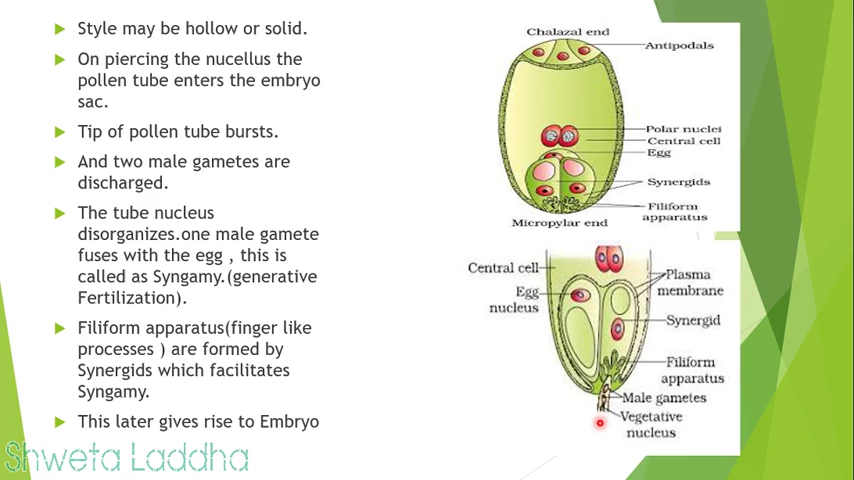 Style may be hollow or solid.
On piercing the nucellus the
pollen tube enters the embryo
sac.
Tip of pollen tube bursts.
And two male gametes are
discharged.
The tube nucleus
disorganizes.one male gamete
fuses with the egg , this is
called as Syngamy.(generative
Fertilization).
Filiform apparatus(finger like
processes ) are formed by
Synergids which facilitates
Syngamy.
This later gives rise to Embryo
Shweta Laddha
Chalazal end
Antipodals
Polar nuclei
Central cell
Egg
Synergids
Filiform
apparatus
Micropylar end
Central cell
Egg
nucleus
Plasma
membrane
Synergid
Filiform
apparatus
Male gametes
Vegetative
nucleus